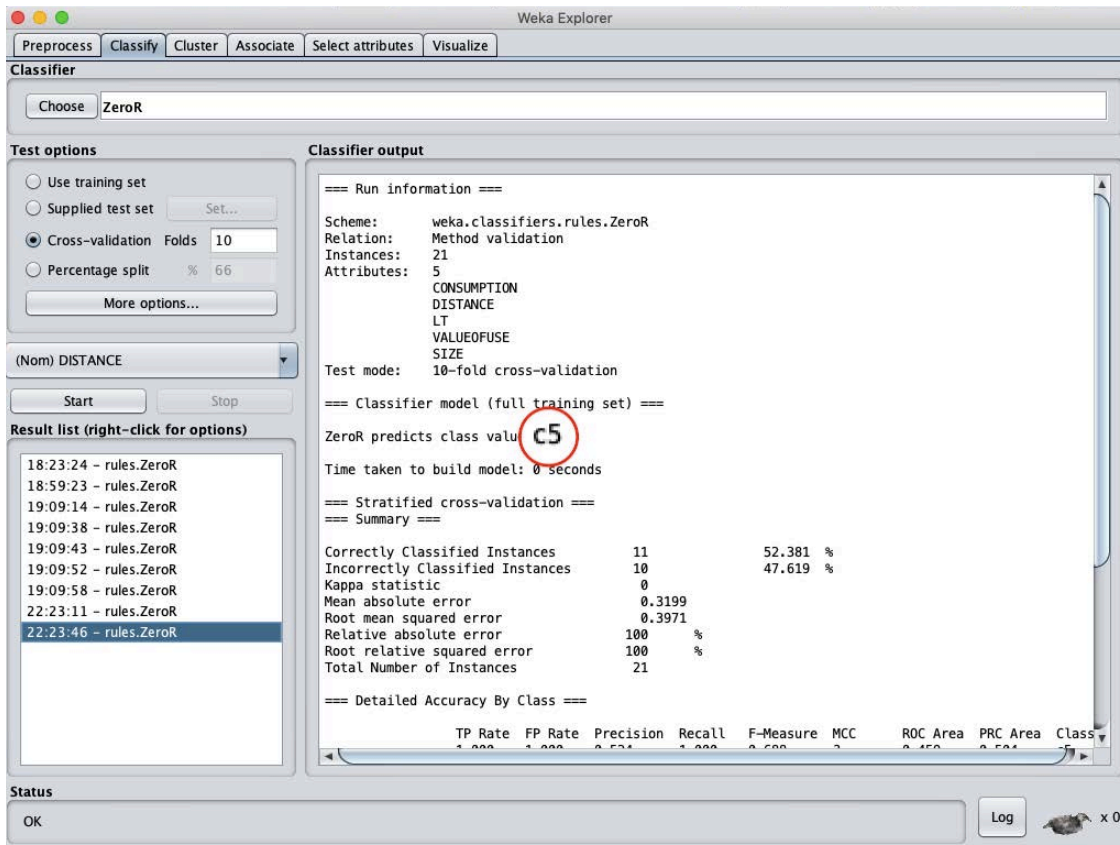 Weka Explorer
Preprocess Classify Cluster Associate Select attributes Visualize
Classifier
Choose ZeroR
Test options
Use training set
Supplied test set Set...
Cross-validation Folds 10
Percentage split % 66
More options...
(Nom) DISTANCE
Start Stop
Result list (right-click for options)
18:23:24 - rules.ZeroR
18:59:23 - rules.ZeroR
19:09:14 - rules.ZeroR
19:09:38 - rules.ZeroR
19:09:43 - rules.ZeroR
19:09:52 - rules.ZeroR
19:09:58 - rules.ZeroR
22:23:11 - rules.ZeroR
22:23:46 - rules.ZeroR
Classifier output
=== Run information ===
Scheme: weka.classifiers.rules.ZeroR
Relation: Method validation
Instances: 21
Attributes: 5
CONSUMPTION
DISTANCE
LT
VALUEOFUSE
SIZE
Test mode: 10-fold cross-validation
=== Classifier model (full training set) ===
ZeroR predicts class valu c5
Time taken to build model: 0 seconds
=== Stratified cross-validation ===
=== Summary ===
Correctly Classified Instances 11 52.381 %
Incorrectly Classified Instances 10 47.619 %
Kappa statistic 0
Mean absolute error 0.3199
Root mean squared error 0.3971
Relative absolute error 100 %
Root relative squared error 100 %
Total Number of Instances 21
=== Detailed Accuracy By Class ===
TP Rate FP Rate Precision Recall F-Measure MCC ROC Area PRC Area Class
Status
OK
Log x 0